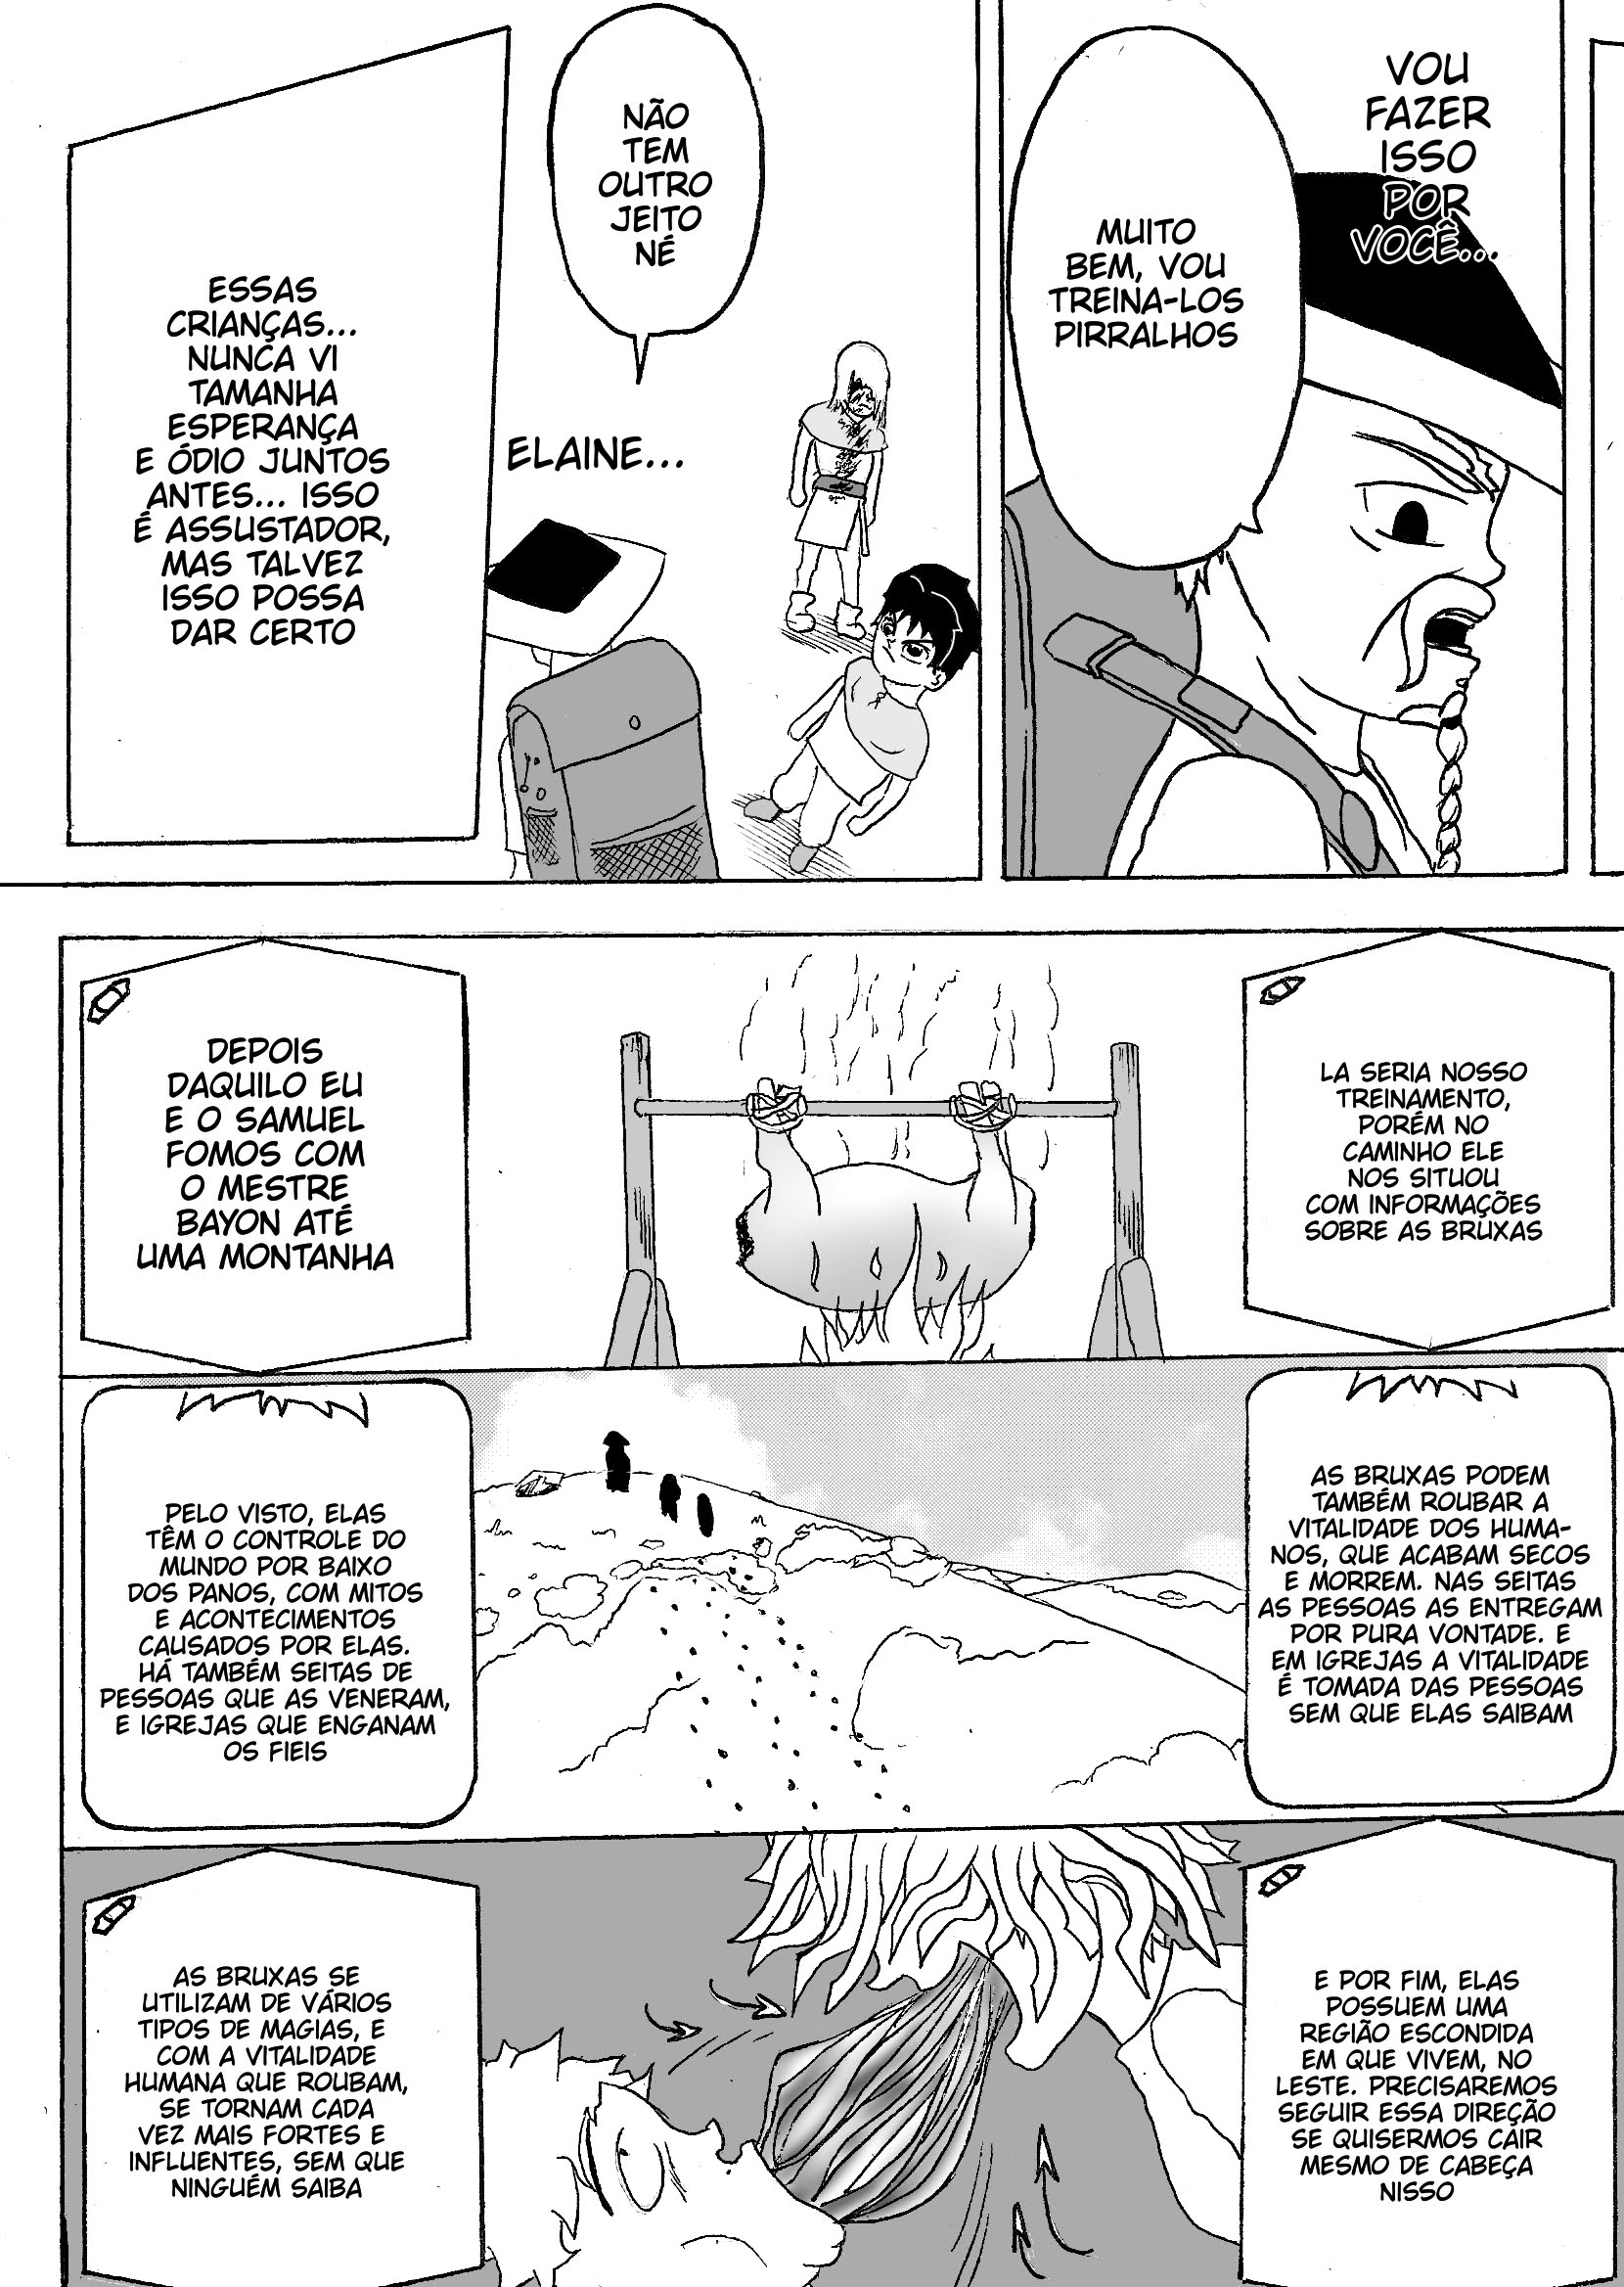 ESSAS
CRIANÇAS...
NUNCA VI
TAMANHA
ESPERANÇA
E ÓDIO JUNTOS
ANTES... ISSO
É ASSUSTADOR,
MAS TALVEZ
ISSO POSSA
DAR CERTO
NÃO
TEM
OUTRO
JEITO
NÉ
ELAINE...
VOU
FAZER
ISSO
POR
VOCÊ...
MUITO
BEM, VOU
TREINA-LOS
PIRRALHOS
DEPOIS
DAQUILO EU
E O SAMUEL
FOMOS COM
O MESTRE
BAYON ATÉ
UMA MONTANHA
LA SERIA NOSSO
TREINAMENTO,
PORÉM NO
CAMINHO ELE
NOS SITUOU
COM INFORMAÇÕES
SOBRE AS BRUXAS
PELO VISTO, ELAS
TÊM O CONTROLE DO
MUNDO POR BAIXO
DOS PANOS, COM MITOS
E ACONTECIMENTOS
CAUSADOS POR ELAS.
HÁ TAMBÉM SEITAS DE
PESSOAS QUE AS VENERAM,
E IGREJAS QUE ENGANAM
OS FIEIS
AS BRUXAS PODEM
TAMBÉM ROUBAR A
VITALIDADE DOS HUMA-
NOS, QUE ACABAM SECOS
E MORREM. NAS SEITAS
AS PESSOAS AS ENTREGAM
POR PURA VONTADE. E
EM IGREJAS A VITALIDADE
É TOMADA DAS PESSOAS
SEM QUE ELAS SAIBAM
AS BRUXAS SE
UTILIZAM DE VÁRIOS
TIPOS DE MAGIAS, E
COM A VITALIDADE
HUMANA QUE ROUBAM,
SE TORNAM CADA
VEZ MAIS FORTES E
INFLUENTES, SEM QUE
NINGUÉM SAIBA
E POR FIM, ELAS
POSSUEM UMA
REGIÃO ESCONDIDA
EM QUE VIVEM, NO
LESTE. PRECISAREMOS
SEGUIR ESSA DIREÇÃO
SE QUISERMOS CAIR
MESMO DE CABEÇA
NISSO